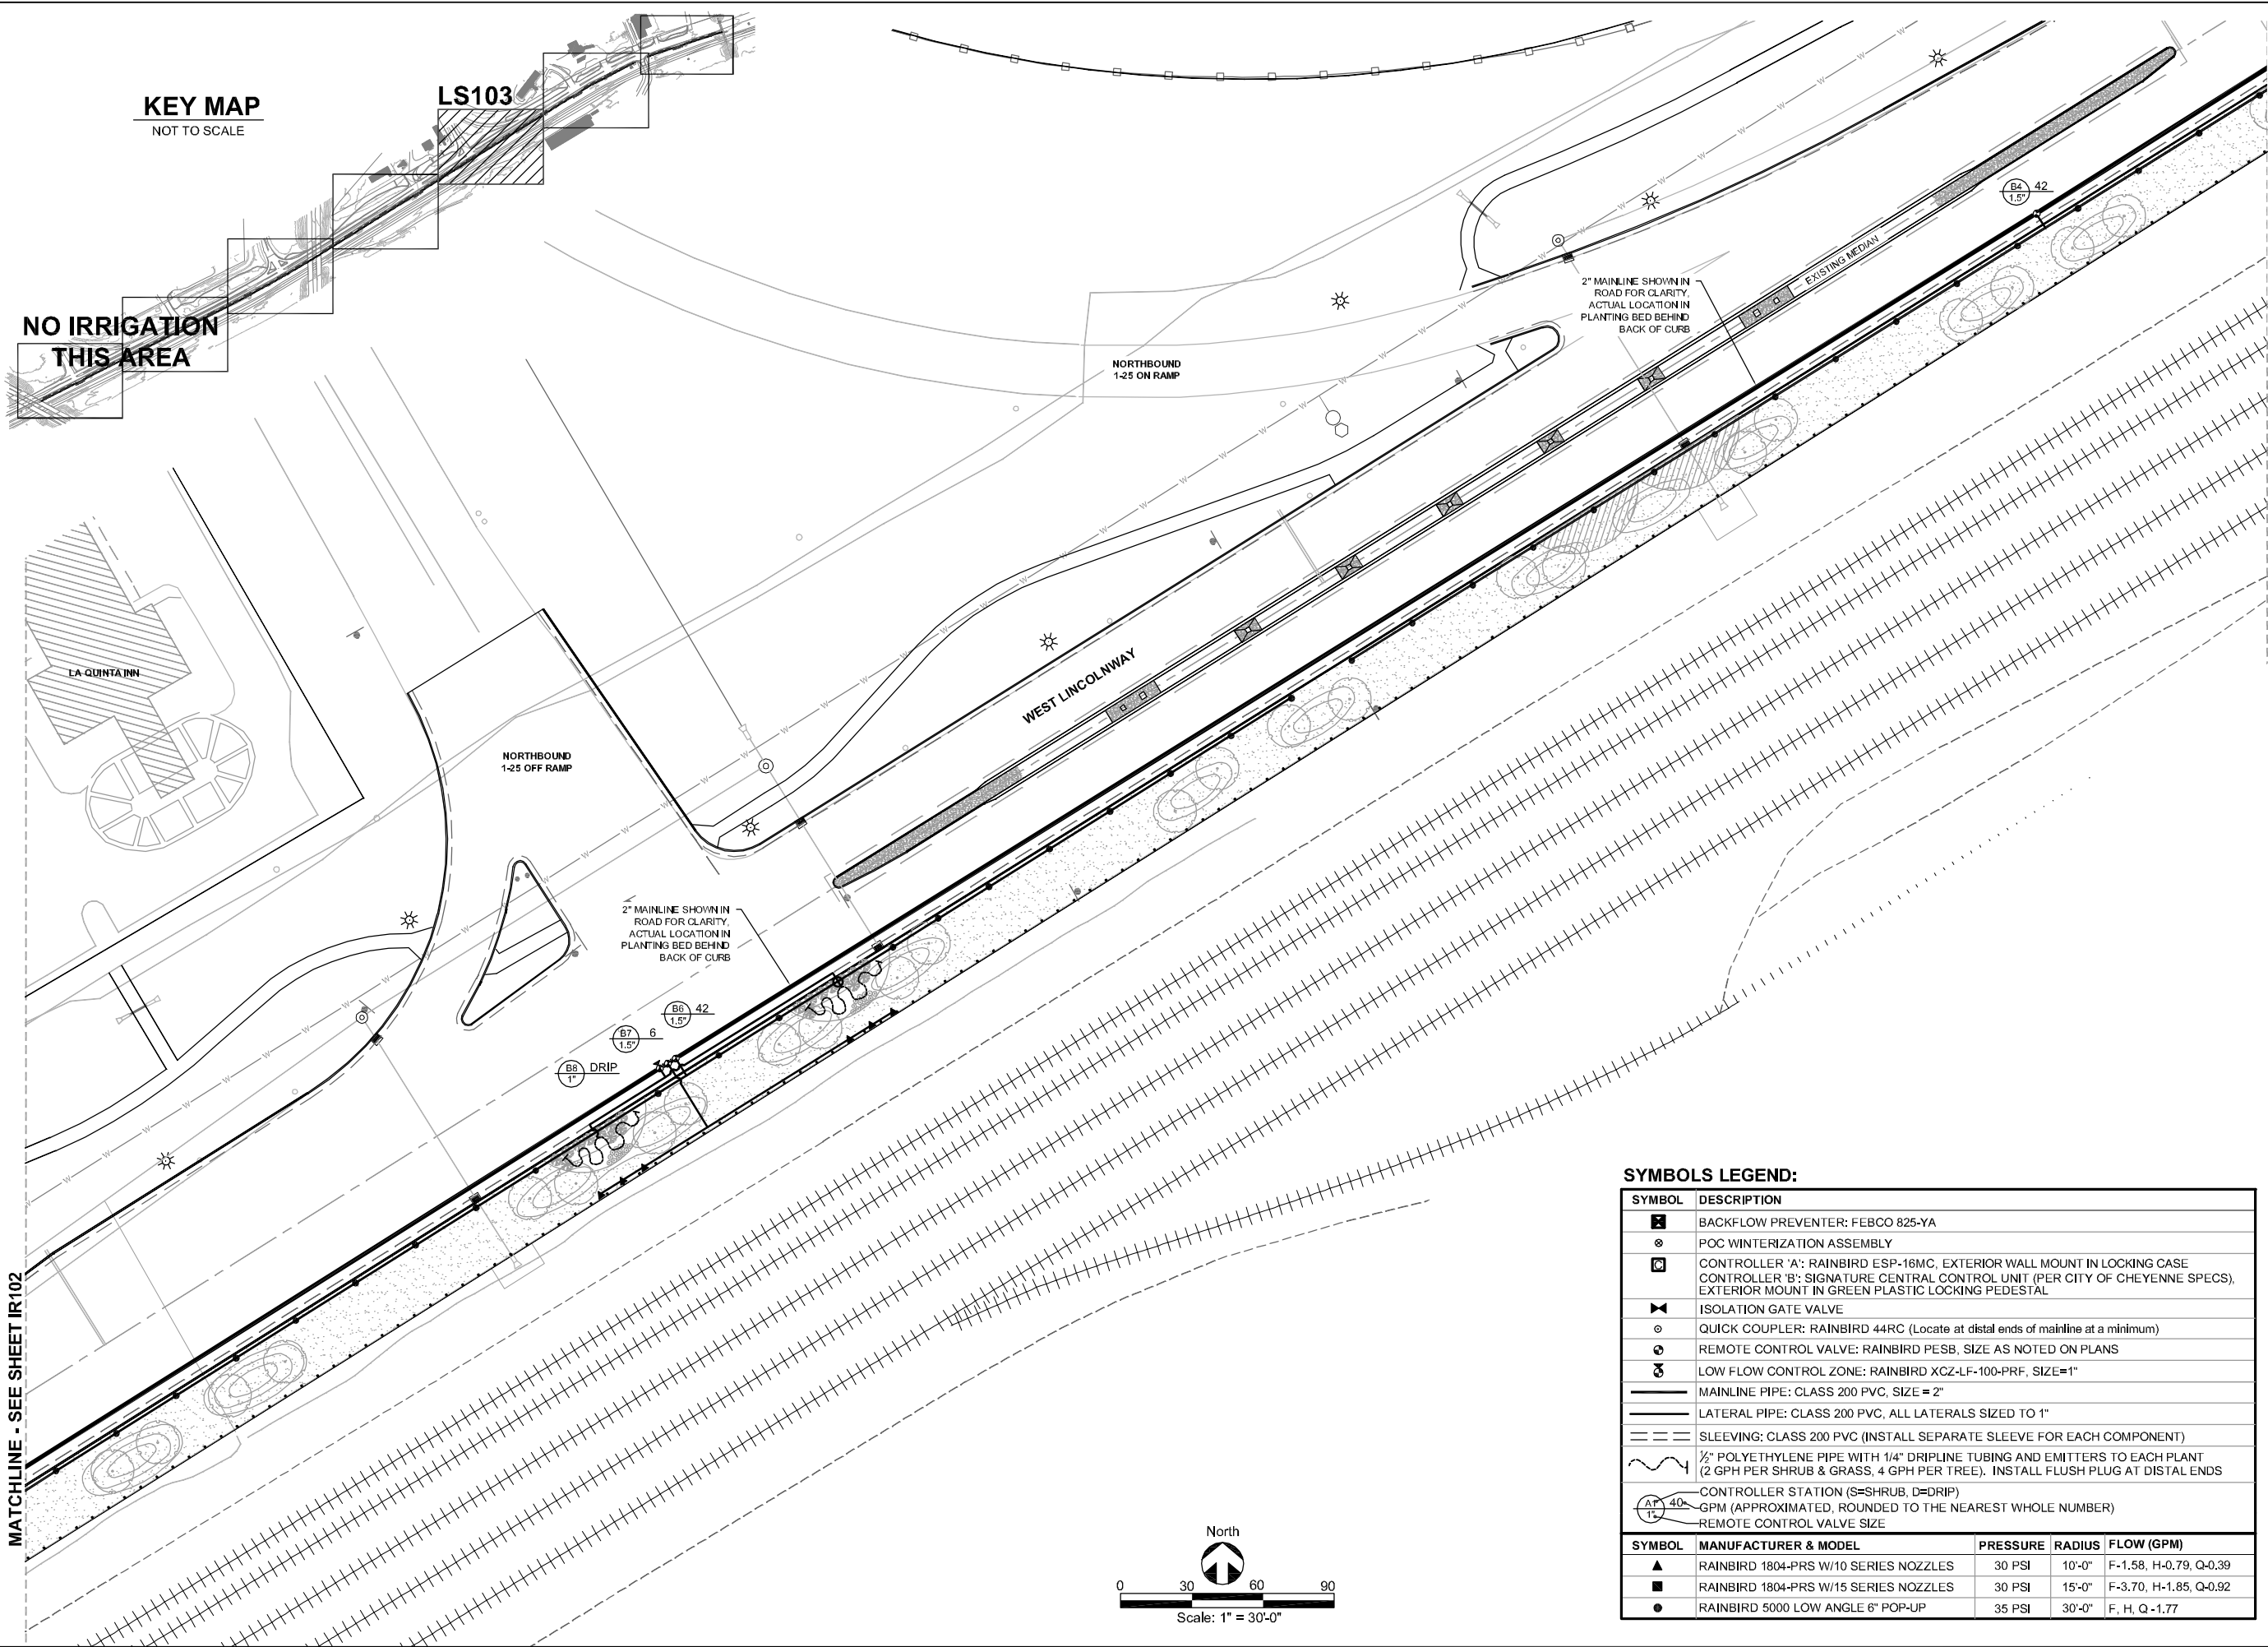 KEY MAP
NOT TO SCALE
LS103
NO IRRIGATION
THIS AREA
B4 42
1.5"
EXISTING MEDIAN
2" MAINLINE SHOWN IN
ROAD FOR CLARITY,
ACTUAL LOCATION IN
PLANTING BED BEHIND
BACK OF CURB
NORTHBOUND
1-25 ON RAMP
LA QUINTA INN
WEST LINCOLNWAY
NORTHBOUND
1-25 OFF RAMP
2" MAINLINE SHOWN IN
ROAD FOR CLARITY,
ACTUAL LOCATION IN
PLANTING BED BEHIND
BACK OF CURB
B6 42
1.5"
B7 6
1.5"
B8 DRIP
1"
MATCHLINE - SEE SHEET IR102
North
0 30 60 90
Scale: 1" = 30'-0"
SYMBOLS LEGEND:
SYMBOL DESCRIPTION
BACKFLOW PREVENTER: FEBCO 825-YA
POC WINTERIZATION ASSEMBLY
C CONTROLLER 'A': RAINBIRD ESP-16MC, EXTERIOR WALL MOUNT IN LOCKING CASE
CONTROLLER 'B': SIGNATURE CENTRAL CONTROL UNIT (PER CITY OF CHEYENNE SPECS),
EXTERIOR MOUNT IN GREEN PLASTIC LOCKING PEDESTAL
ISOLATION GATE VALVE
QUICK COUPLER: RAINBIRD 44RC (Locate at distal ends of mainline at a minimum)
REMOTE CONTROL VALVE: RAINBIRD PESB, SIZE AS NOTED ON PLANS
LOW FLOW CONTROL ZONE: RAINBIRD XCZ-LF-100-PRF, SIZE=1"
MAINLINE PIPE: CLASS 200 PVC, SIZE = 2"
LATERAL PIPE: CLASS 200 PVC, ALL LATERALS SIZED TO 1"
SLEEVING: CLASS 200 PVC (INSTALL SEPARATE SLEEVE FOR EACH COMPONENT)
½" POLYETHYLENE PIPE WITH 1/4" DRIPLINE TUBING AND EMITTERS TO EACH PLANT
(2 GPH PER SHRUB & GRASS, 4 GPH PER TREE). INSTALL FLUSH PLUG AT DISTAL ENDS
CONTROLLER STATION (S=SHRUB, D=DRIP)
A1 40 GPM (APPROXIMATED, ROUNDED TO THE NEAREST WHOLE NUMBER)
1" REMOTE CONTROL VALVE SIZE
SYMBOL MANUFACTURER & MODEL PRESSURE RADIUS FLOW (GPM)
RAINBIRD 1804-PRS W/10 SERIES NOZZLES 30 PSI 10'-0" F-1.58, H-0.79, Q-0.39
RAINBIRD 1804-PRS W/15 SERIES NOZZLES 30 PSI 15'-0" F-3.70, H-1.85, Q-0.92
RAINBIRD 5000 LOW ANGLE 6" POP-UP 35 PSI 30'-0" F, H, Q -1.77